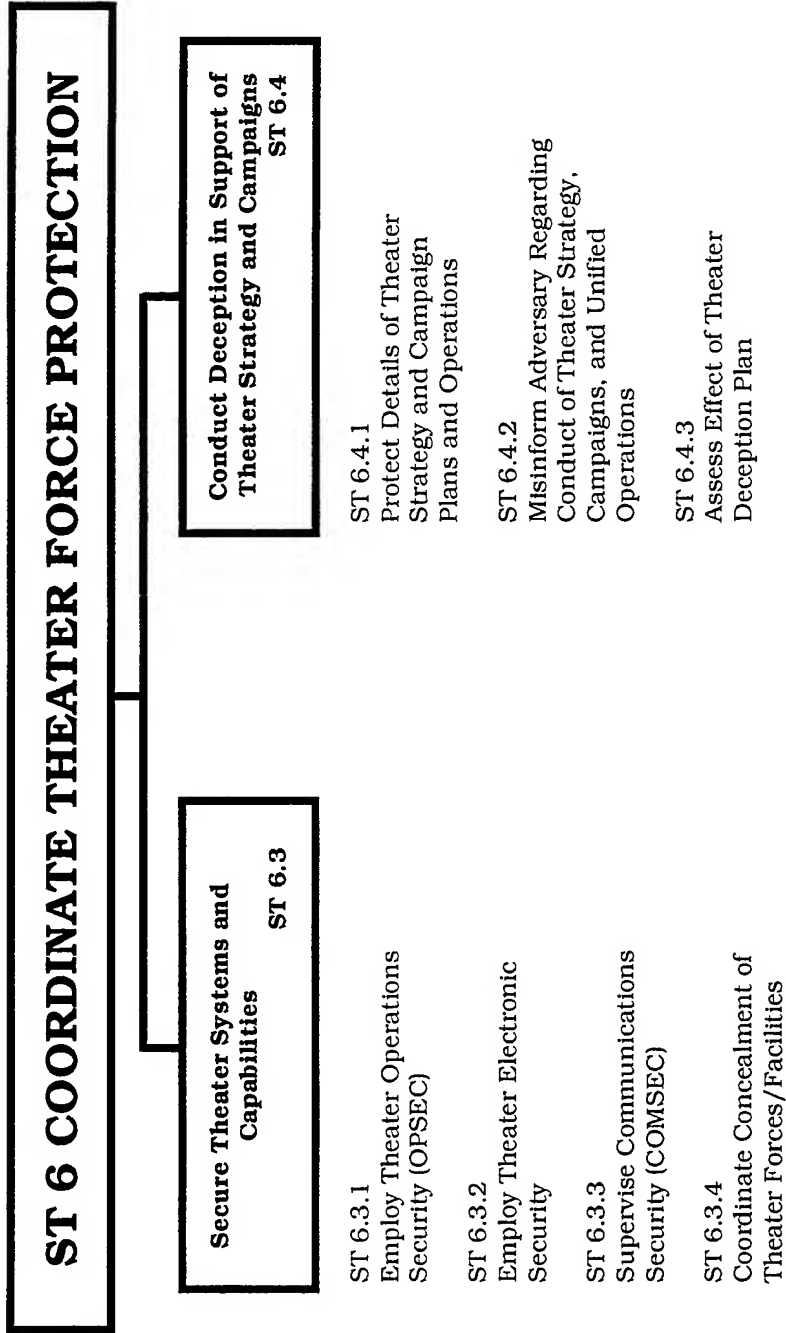 ST 6 COORDINATE THEATER FORCE PROTECTION
Secure Theater Systems and
Capabilities
ST 6.3
ST 6.3.1
Employ Theater Operations
Security (OPSEC)
ST 6.3.2
Employ Theater Electronic
Security
ST 6.3.3
Supervise Communications
Security (COMSEC)
ST 6.3.4
Coordinate Concealment of
Theater Forces/Facilities
Conduct Deception in Support of
Theater Strategy and Campaigns
ST 6.4
ST 6.4.1
Protect Details of Theater
Strategy and Campaign
Plans and Operations
ST 6.4.2
Misinform Adversary Regarding
Conduct of Theater Strategy,
Campaigns, and Unified
Operations
ST 6.4.3
Assess Effect of Theater
Deception Plan